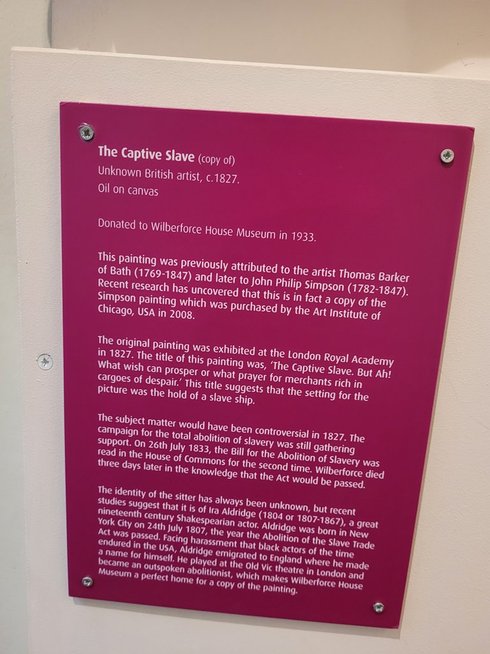 The Captive Slave (copy of)
Unknown British artist, c.1827.
Oil on canvas
Donated to Wilberforce House Museum in 1933.
This painting was previously attributed to the artist Thomas Barker
of Bath (1769-1847) and later to John Philip Simpson (1782-1847).
Recent research has uncovered that this is in fact a copy of the
Simpson painting which was purchased by the Art Institute of
Chicago, USA in 2008.
The original painting was exhibited at the London Royal Academy
in 1827. The title of this painting was, 'The Captive Slave. But Ah!
What wish can prosper or what prayer for merchants rich in
cargoes of despair.' This title suggests that the setting for the
picture was the hold of a slave ship.
The subject matter would have been controversial in 1827. The
campaign for the total abolition of slavery was still gathering
support. On 26th July 1833, the Bill for the Abolition of Slavery was
read in the House of Commons for the second time. Wilberforce died
three days later in the knowledge that the Act would be passed.
The identity of the sitter has always been unknown, but recent
studies suggest that it is of Ira Aldridge (1804 or 1807-1867), a great
nineteenth century Shakespearian actor. Aldridge was born in New
York City on 24th July 1807, the year the Abolition of the Slave Trade
Act was passed. Facing harassment that black actors of the time
endured in the USA, Aldridge emigrated to England where he made
a name for himself. He played at the Old Vic theatre in London and
became an outspoken abolitionist, which makes Wilberforce House
Museum a perfect home for a copy of the painting.